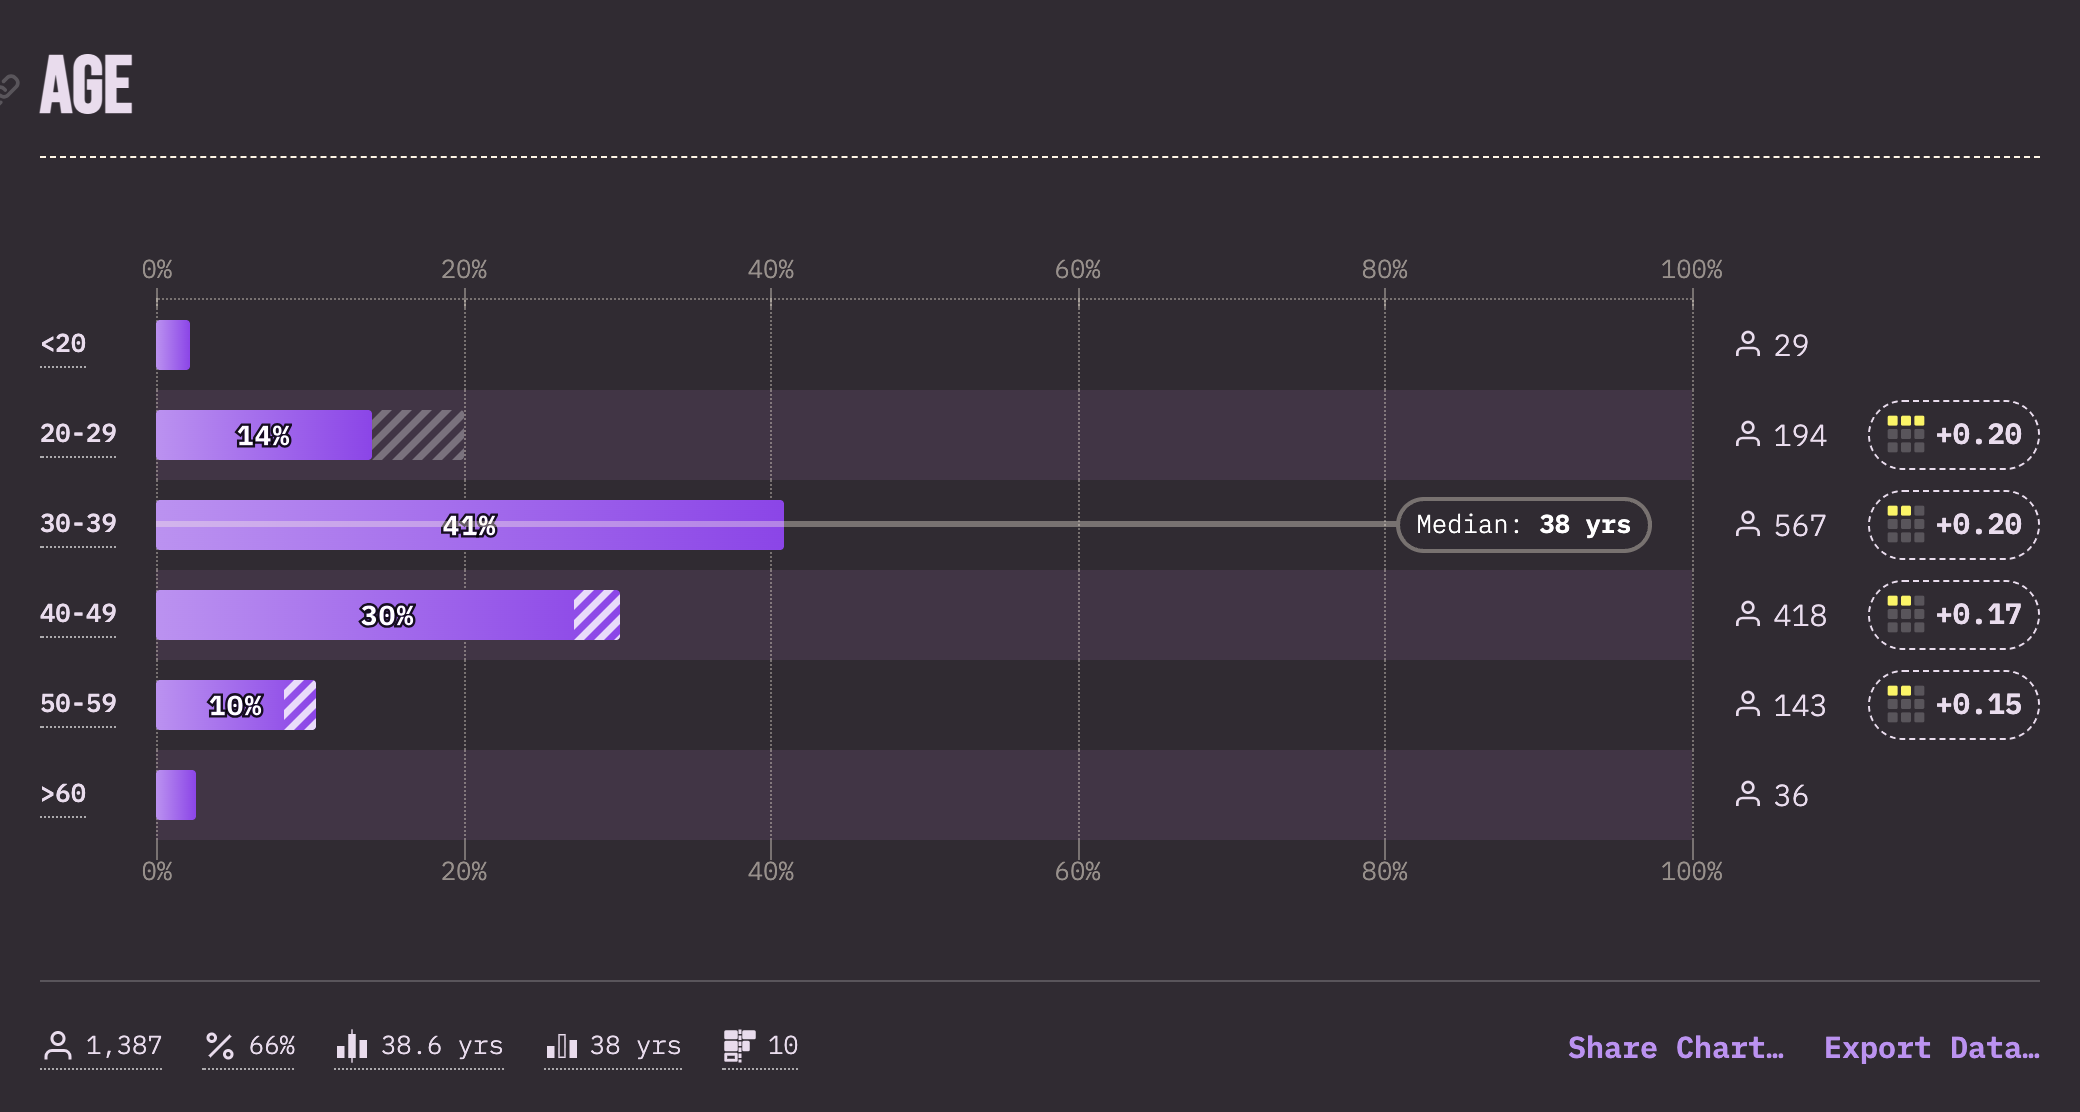 AGE
0% 20% 40% 60% 80% 100%
<20 29
20-29 14% 194 +0.20
30-39 41% Median: 38 yrs 567 +0.20
40-49 30% 418 +0.17
50-59 10% 143 +0.15
>60 36
0% 20% 40% 60% 80% 100%
1,387 66% 38.6 yrs 38 yrs 10 Share Chart… Export Data…